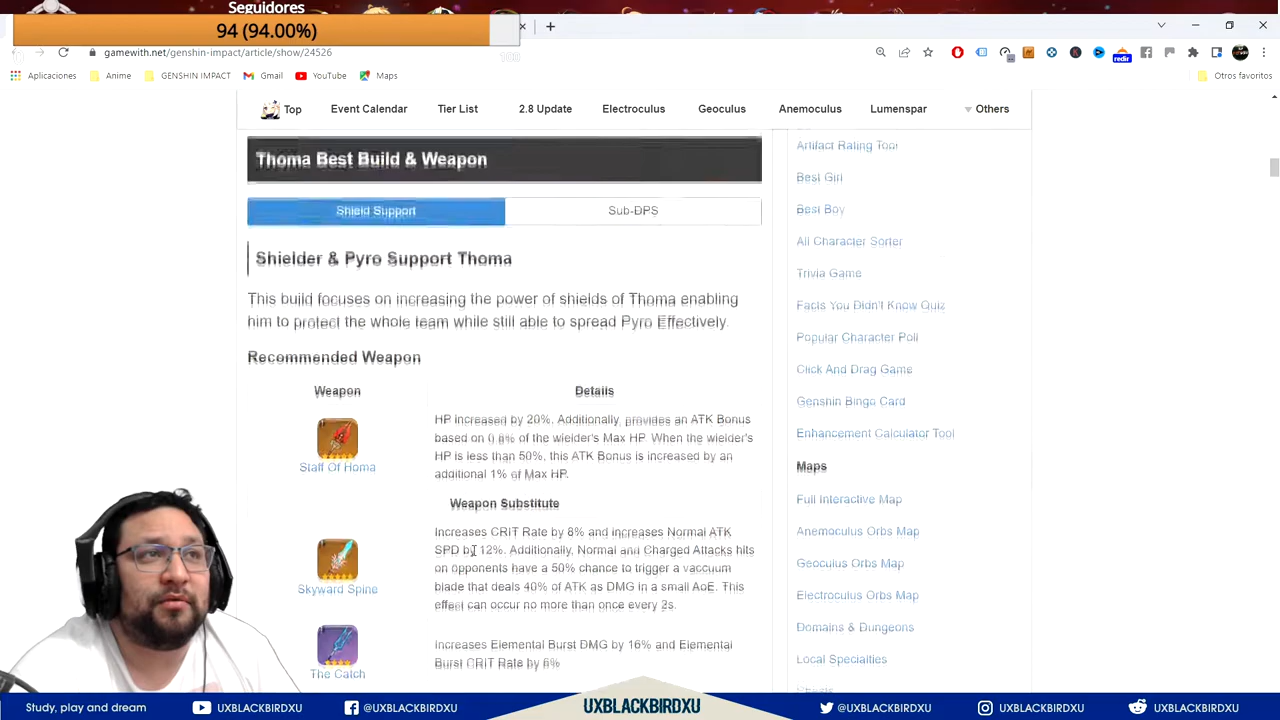 Seguidores
94 (94.00%)
100
gamewith.net/genshin-impact/article/show/24526
redir
Aplicaciones
Anime
GENSHIN IMPACT
Gmail
YouTube
Maps
Otros favoritos
Top
Event Calendar
Tier List
2.8 Update
Electroculus
Geoculus
Anemoculus
Lumenspar
Others
Thoma Best Build & Weapon
Shield Support
Sub-DPS
Shielder & Pyro Support Thoma
This build focuses on increasing the power of shields of Thoma enabling
him to protect the whole team while still able to spread Pyro Effectively.
Recommended Weapon
Weapon
Details
Staff Of Homa
HP increased by 20%. Additionally, provides an ATK Bonus
based on 0.8% of the wielder's Max HP. When the wielder's
HP is less than 50%, this ATK Bonus is increased by an
additional 1% of Max HP.
Weapon Substitute
Skyward Spine
Increases CRIT Rate by 8% and increases Normal ATK
SPD by 12%. Additionally, Normal and Charged Attacks hits
on opponents have a 50% chance to trigger a vaccum
blade that deals 40% of ATK as DMG in a small AoE. This
effect can occur no more than once every 2s.
The Catch
Increases Elemental Burst DMG by 16% and Elemental
Burst CRIT Rate by 6%
Artifact Rating Tool
Best Girl
Best Boy
All Character Sorter
Trivia Game
Facts You Didn't Know Quiz
Popular Character Poll
Click And Drag Game
Genshin Bingo Card
Enhancement Calculator Tool
Maps
Full Interactive Map
Anemoculus Orbs Map
Geoculus Orbs Map
Electroculus Orbs Map
Domains & Dungeons
Local Specialties
Study, play and dream
UXBLACKBIRDXU
@UXBLACKBIRDXU
UXBLACKBIRDXU
@UXBLACKBIRDXU
UXBLACKBIRDXU
UXBLACKBIRDXU